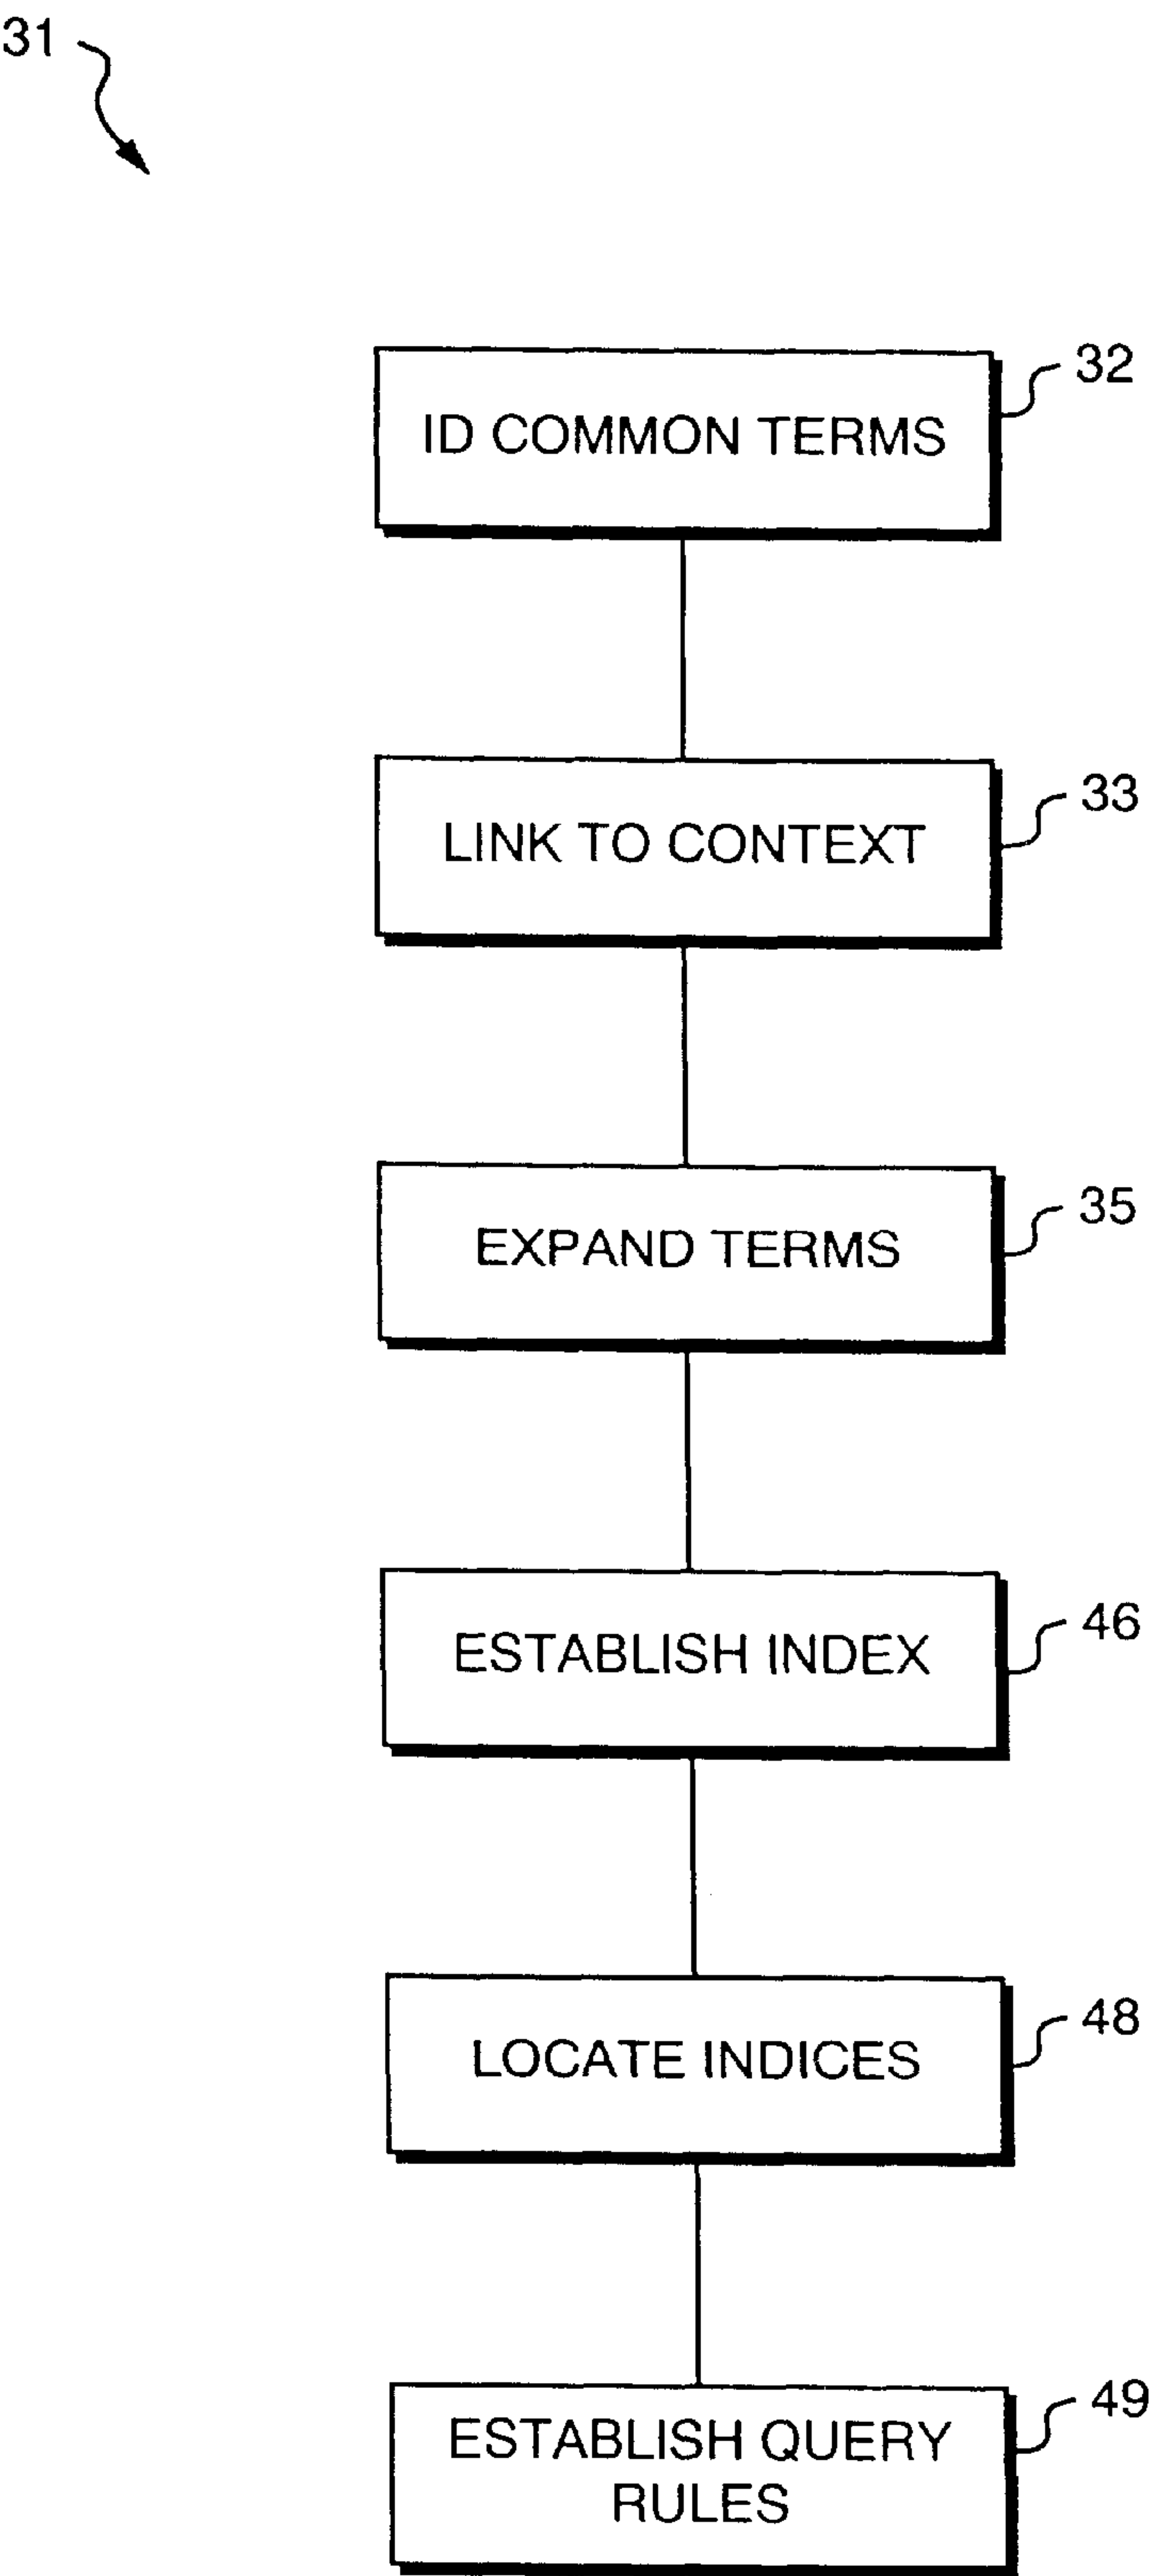 31
ID COMMON TERMS
32
LINK TO CONTEXT
33
EXPAND TERMS
35
ESTABLISH INDEX
46
LOCATE INDICES
48
ESTABLISH QUERY
RULES
49